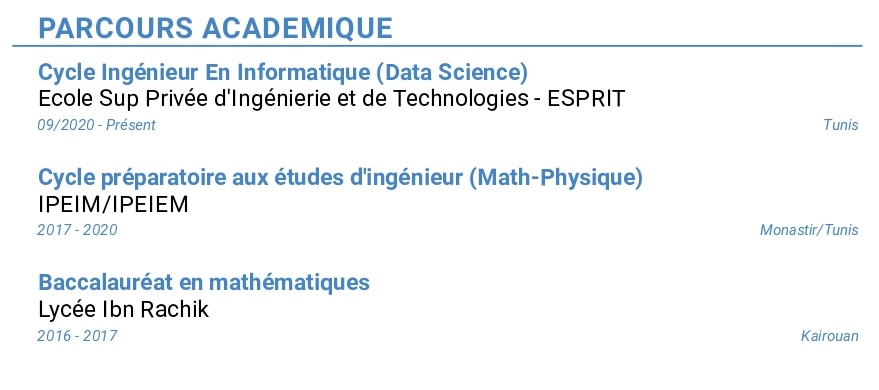 PARCOURS ACADEMIQUE
Cycle Ingénieur En Informatique (Data Science)
Ecole Sup Privée d'Ingénierie et de Technologies - ESPRIT
09/2020 - Présent Tunis
Cycle préparatoire aux études d'ingénieur (Math-Physique)
IPEIM/IPEIEM
2017 - 2020 Monastir/Tunis
Baccalauréat en mathématiques
Lycée Ibn Rachik
2016 - 2017 Kairouan